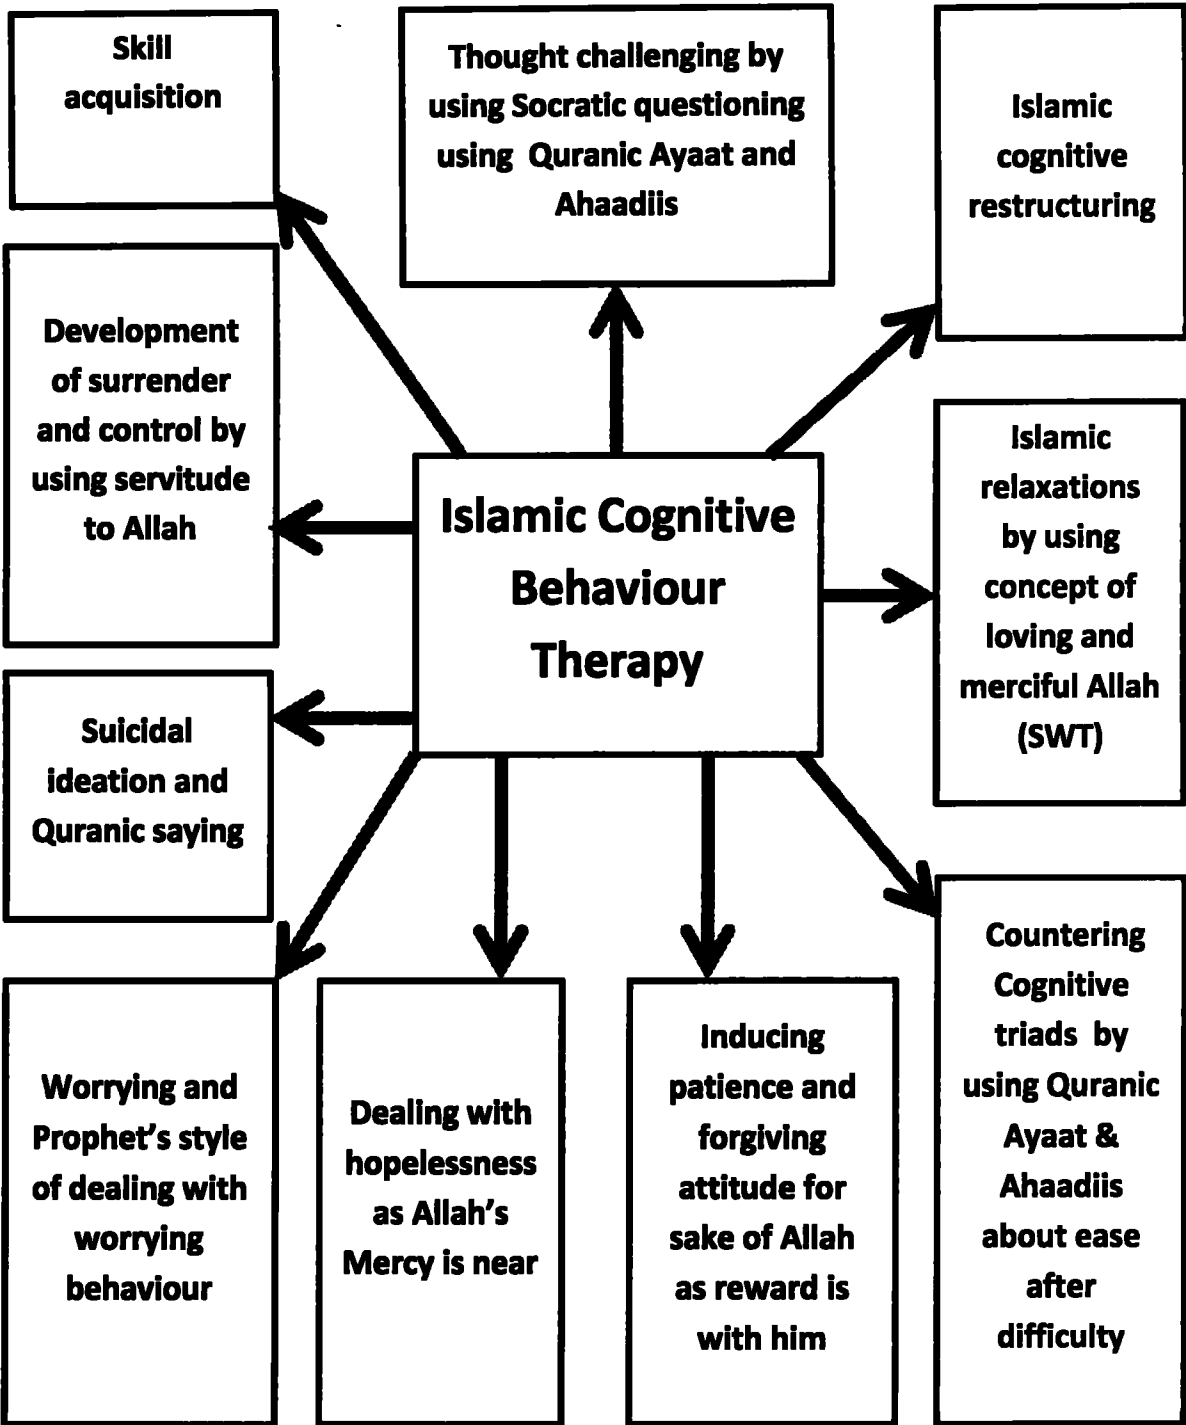 Skill
acquisition
Thought challenging by
using Socratic questioning
using Quranic Ayaat and
Ahaadiis
Islamic
cognitive
restructuring
Development
of surrender
and control by
using servitude
to Allah
Islamic Cognitive
Behaviour
Therapy
Islamic
relaxations
by using
concept of
loving and
merciful Allah
(SWT)
Suicidal
ideation and
Quranic saying
Worrying and
Prophet's style
of dealing with
worrying
behaviour
Dealing with
hopelessness
as Allah's
Mercy is near
Inducing
patience and
forgiving
attitude for
sake of Allah
as reward is
with him
Countering
Cognitive
triads by
using Quranic
Ayaat &
Ahaadiis
about ease
after
difficulty